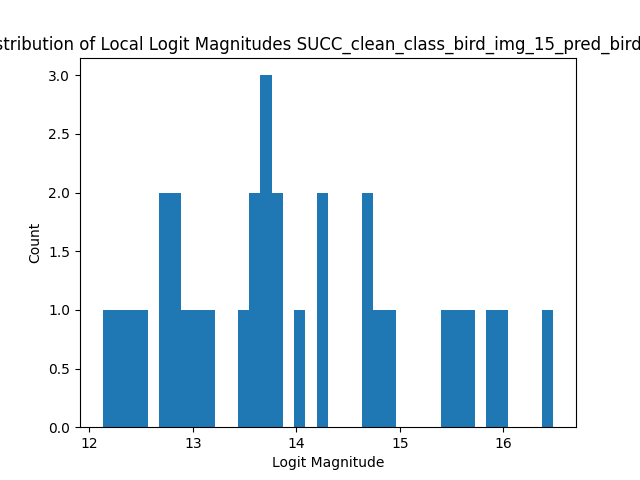 stribution of Local Logit Magnitudes SUCC_clean_class_bird_img_15_pred_bird
3.0
2.5
2.0
1.5
1.0
0.5
0.0
Count
12 13 14 15 16
Logit Magnitude